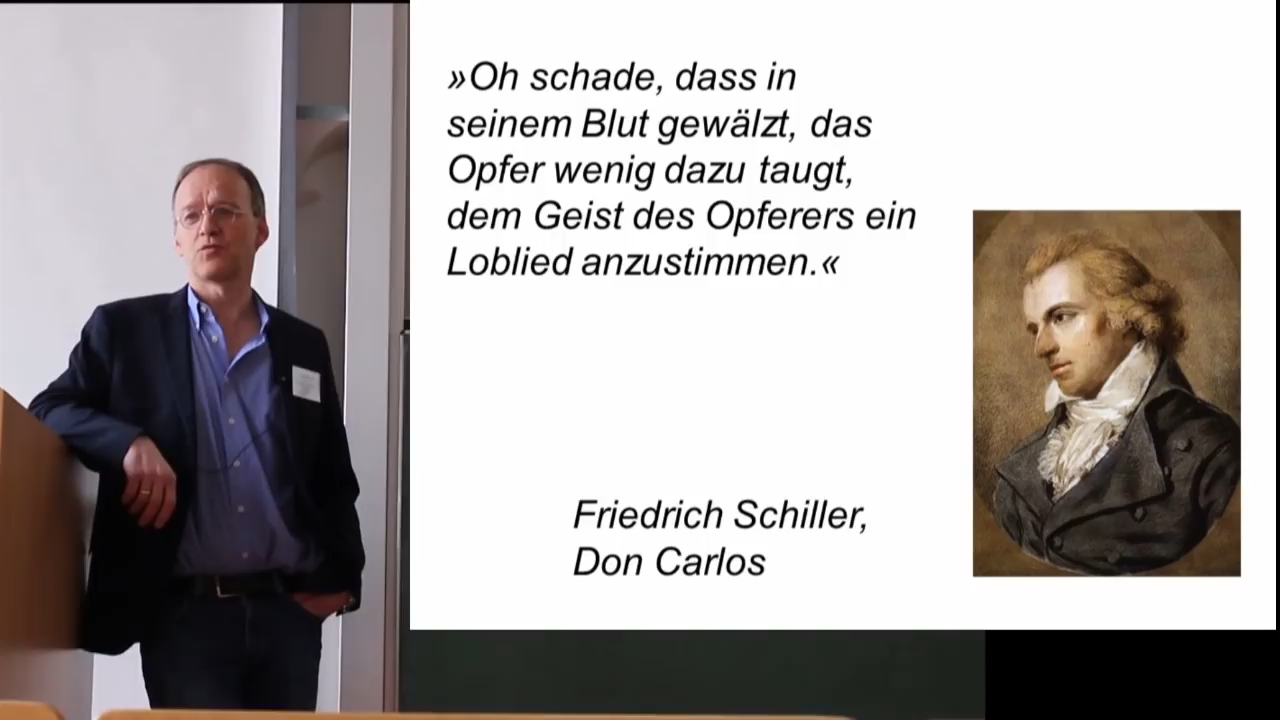 »Oh schade, dass in
seinem Blut gewälzt, das
Opfer wenig dazu taugt,
dem Geist des Opferers ein
Loblied anzustimmen.«
Friedrich Schiller,
Don Carlos